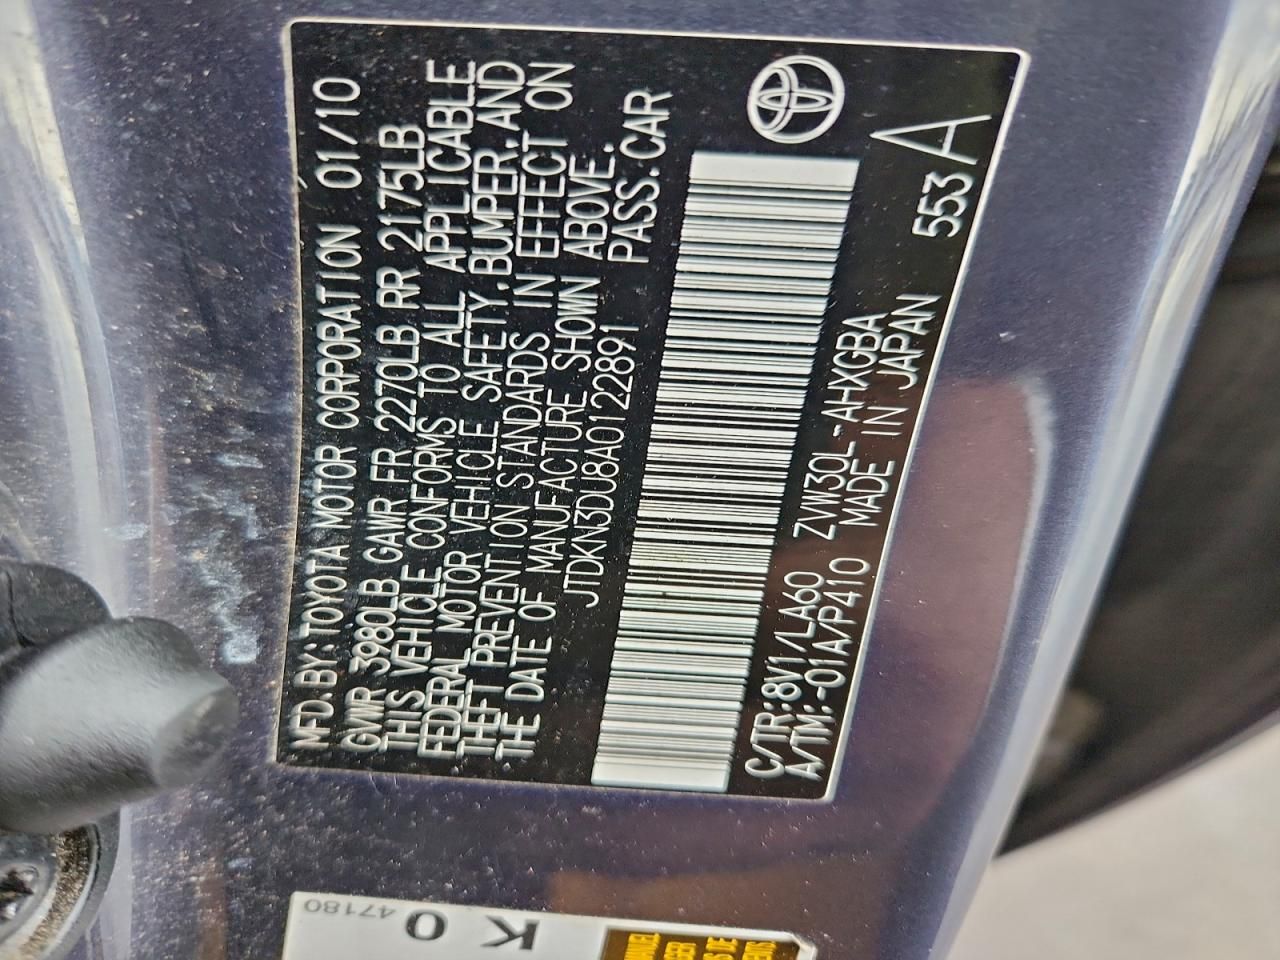 MFD. BY: TOYOTA MOTOR CORPORATION 01/10
GVWR 3980LB GAWR FR 2270LB RR 2175LB
THIS VEHICLE CONFORMS TO ALL APPLICABLE
FEDERAL MOTOR VEHICLE SAFETY, BUMPER, AND
THEFT PREVENTION STANDARDS IN EFFECT ON
THE DATE OF MANUFACTURE SHOWN ABOVE.
JTDKN3DU8A0122891 PASS. CAR
C/TR:8V1/LA60 ZVW30L-AHXGBA
A/TM:-01A/P410 MADE IN JAPAN 553 A
47180
K 0